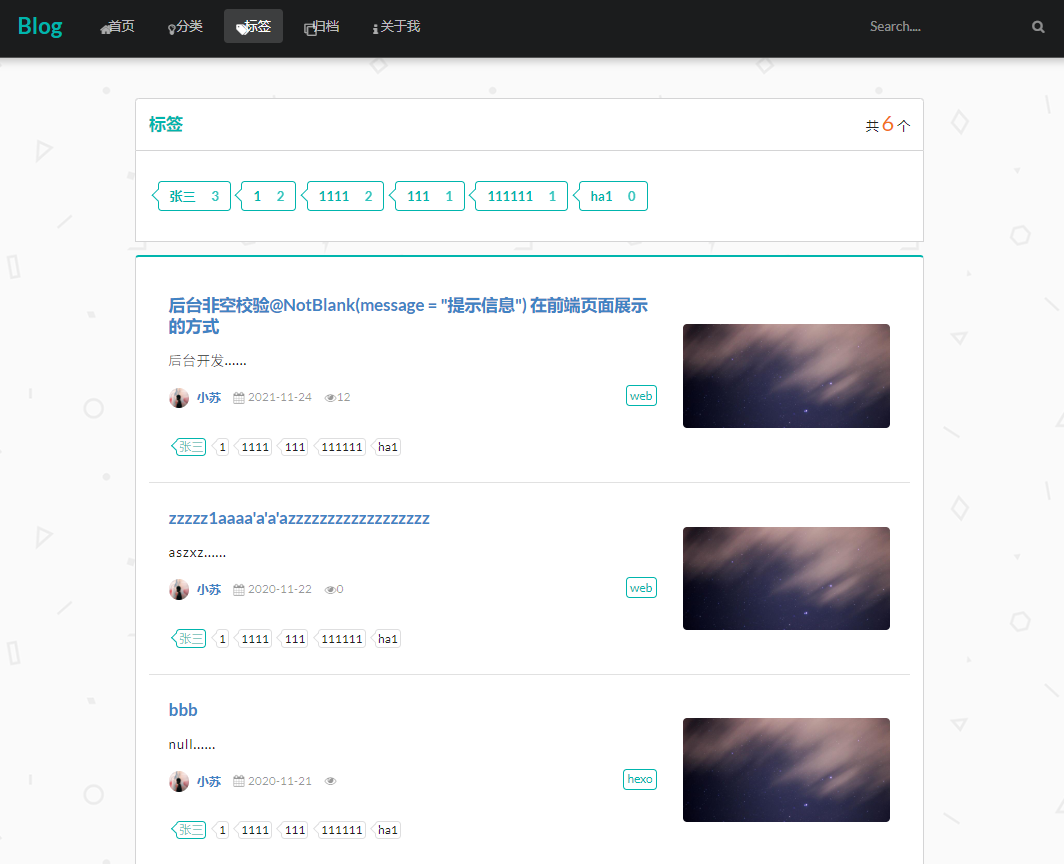 Blog 首页 分类 标签 归档 关于我 Search....
标签 共 6 个
张三 3 1 2 1111 2 111 1 111111 1 ha1 0
后台非空校验@NotBlank(message = "提示信息") 在前端页面展示
的方式
后台开发......
小苏 2021-11-24 12 web
张三 1 1111 111 111111 ha1
zzzzz1aaaa'a'a'azzzzzzzzzzzzzzzzzz
aszxz......
小苏 2020-11-22 0 web
张三 1 1111 111 111111 ha1
bbb
null......
小苏 2020-11-21 hexo
张三 1 1111 111 111111 ha1